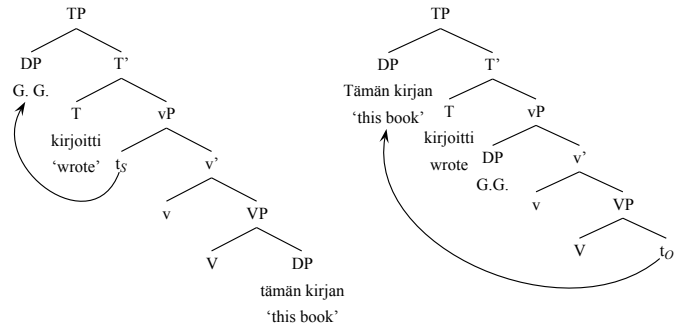 TP
DP T’
G. G.
T vP
kirjoitti
‘wrote’ tS v’
v VP
V DP
tämän kirjan
‘this book’
TP
DP T’
Tämän kirjan
‘this book’
T vP
kirjoitti
wrote
DP v’
G.G.
v VP
V tO